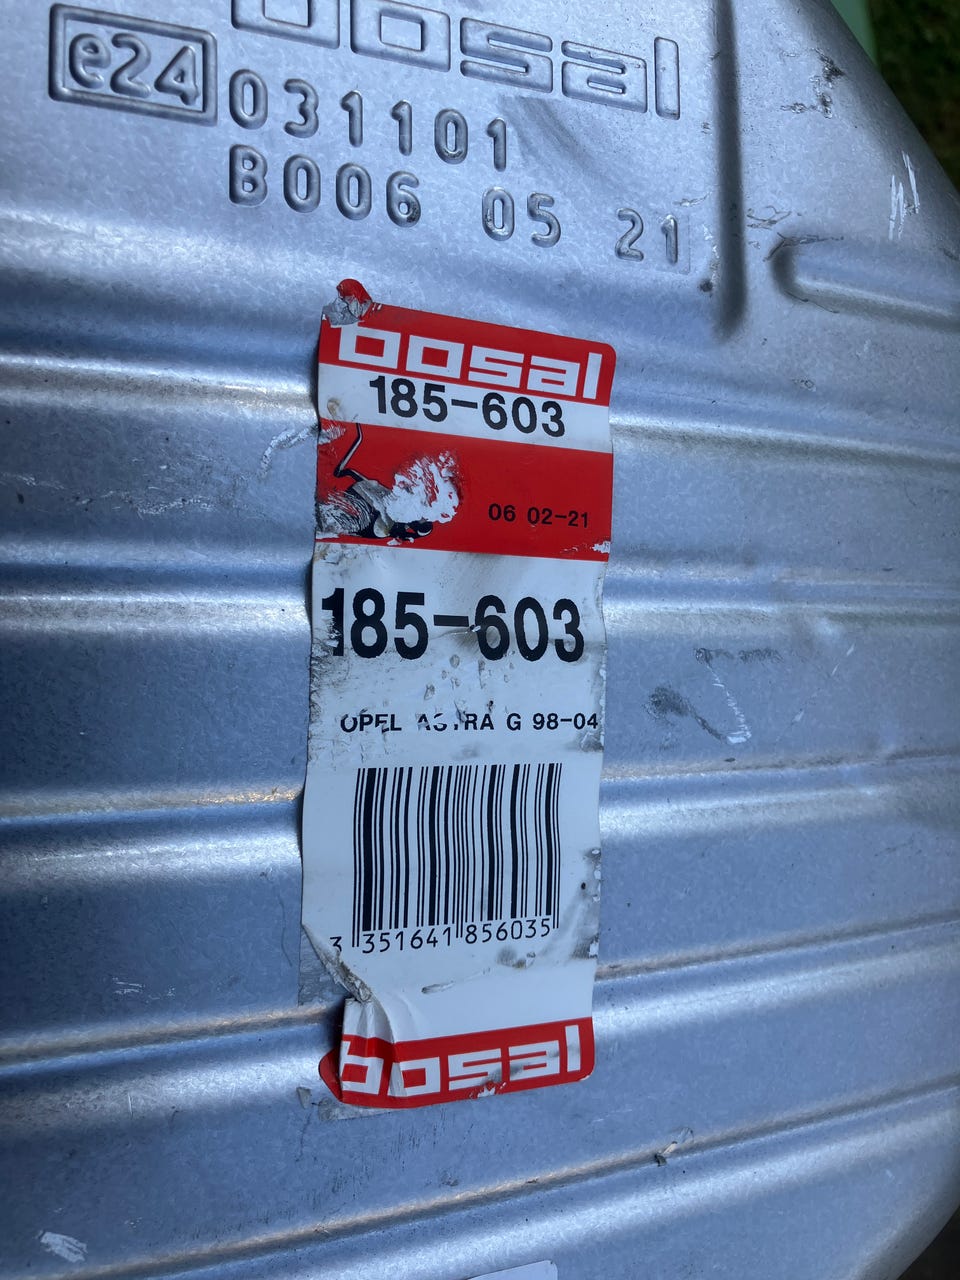 bosal
e24 031101
B006 05 21
bosal
185-603
06 02-21
185-603
OPEL ASTRA G 98-04
3 351641 856035
bosal